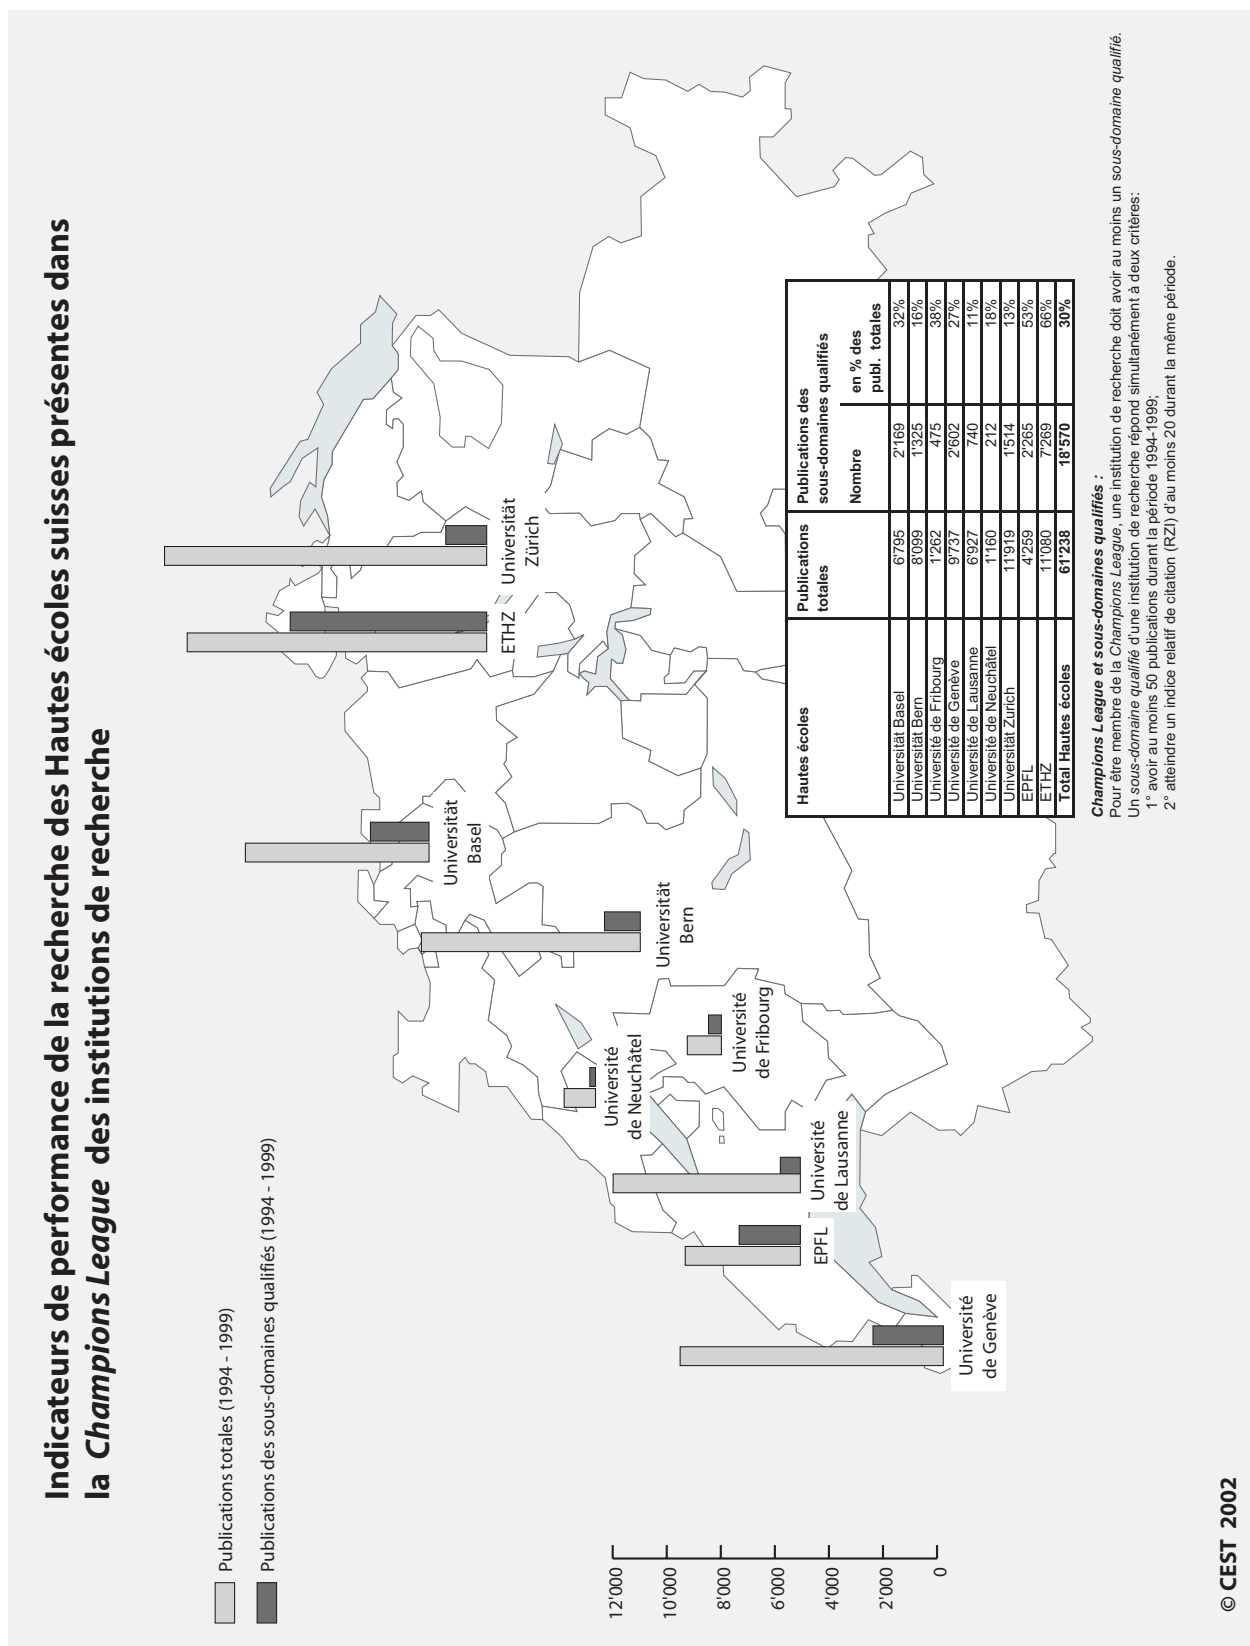 Indicateurs de performance de la recherche des Hautes écoles suisses présentes dans
la Champions League des institutions de recherche
Publications totales (1994 - 1999)
Publications des sous-domaines qualifiés (1994 - 1999)
Universität
Zürich
ETHZ
Universität
Basel
Universität
Bern
Université
de Neuchâtel
Université
de Fribourg
Université
de Lausanne
EPFL
Université
de Genève
12'000
10'000
8'000
6'000
4'000
2'000
0
Hautes écoles
Publications
totales
Publications des
sous-domaines qualifiés
Nombre
en % des
publ. totales
Universität Basel 6'795 2'169 32%
Universität Bern 8'099 1'325 16%
Université de Fribourg 1'262 475 38%
Université de Genève 9'737 2'602 27%
Université de Lausanne 6'927 740 11%
Université de Neuchâtel 1'160 212 18%
Universität Zurich 11'919 1'514 13%
EPFL 4'259 2'265 53%
ETHZ 11'080 7'269 66%
Total Hautes écoles 61'238 18'570 30%
Champions League et sous-domaines qualifiés :
Pour être membre de la Champions League, une institution de recherche doit avoir au moins un sous-domaine qualifié.
Un sous-domaine qualifié d'une institution de recherche répond simultanément à deux critères:
1° avoir au moins 50 publications durant la période 1994-1999;
2° atteindre un indice relatif de citation (RZI) d'au moins 20 durant la même période.
© CEST 2002